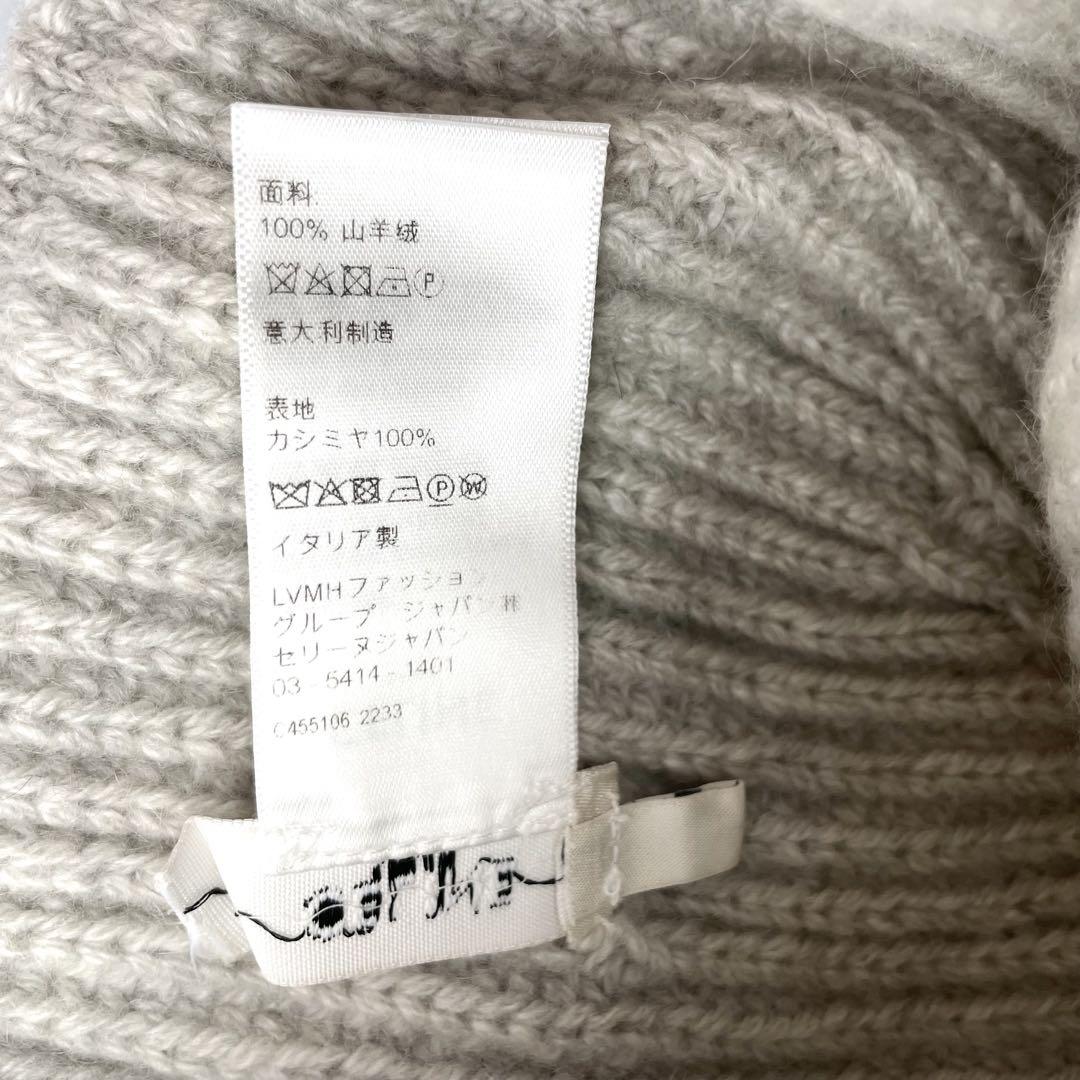 面料
100% 山羊绒
P
意大利制造
表地
カシミヤ100%
P W
イタリア製
LVMHファッション
グループ ジャパン㈱
セリーヌジャパン
03-5414-1401
C455106 2233